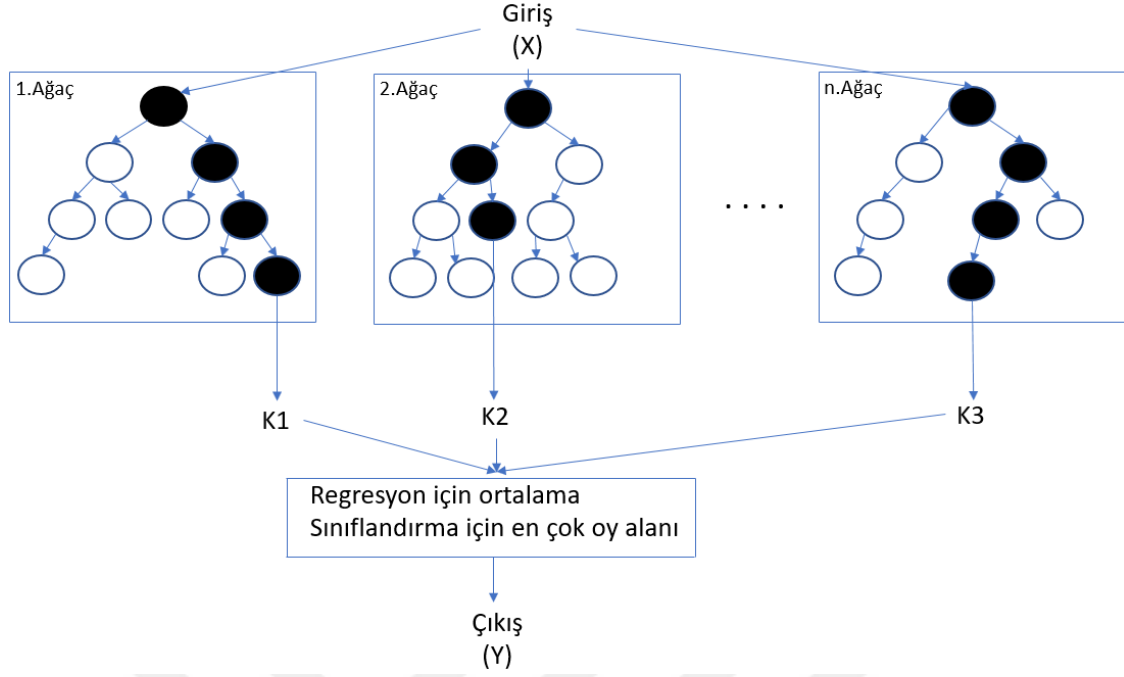 Giriş
(X)
1.Ağaç
2.Ağaç
n.Ağaç
. . . .
K1
K2
K3
Regresyon için ortalama
Sınıflandırma için en çok oy alanı
Çıkış
(Y)